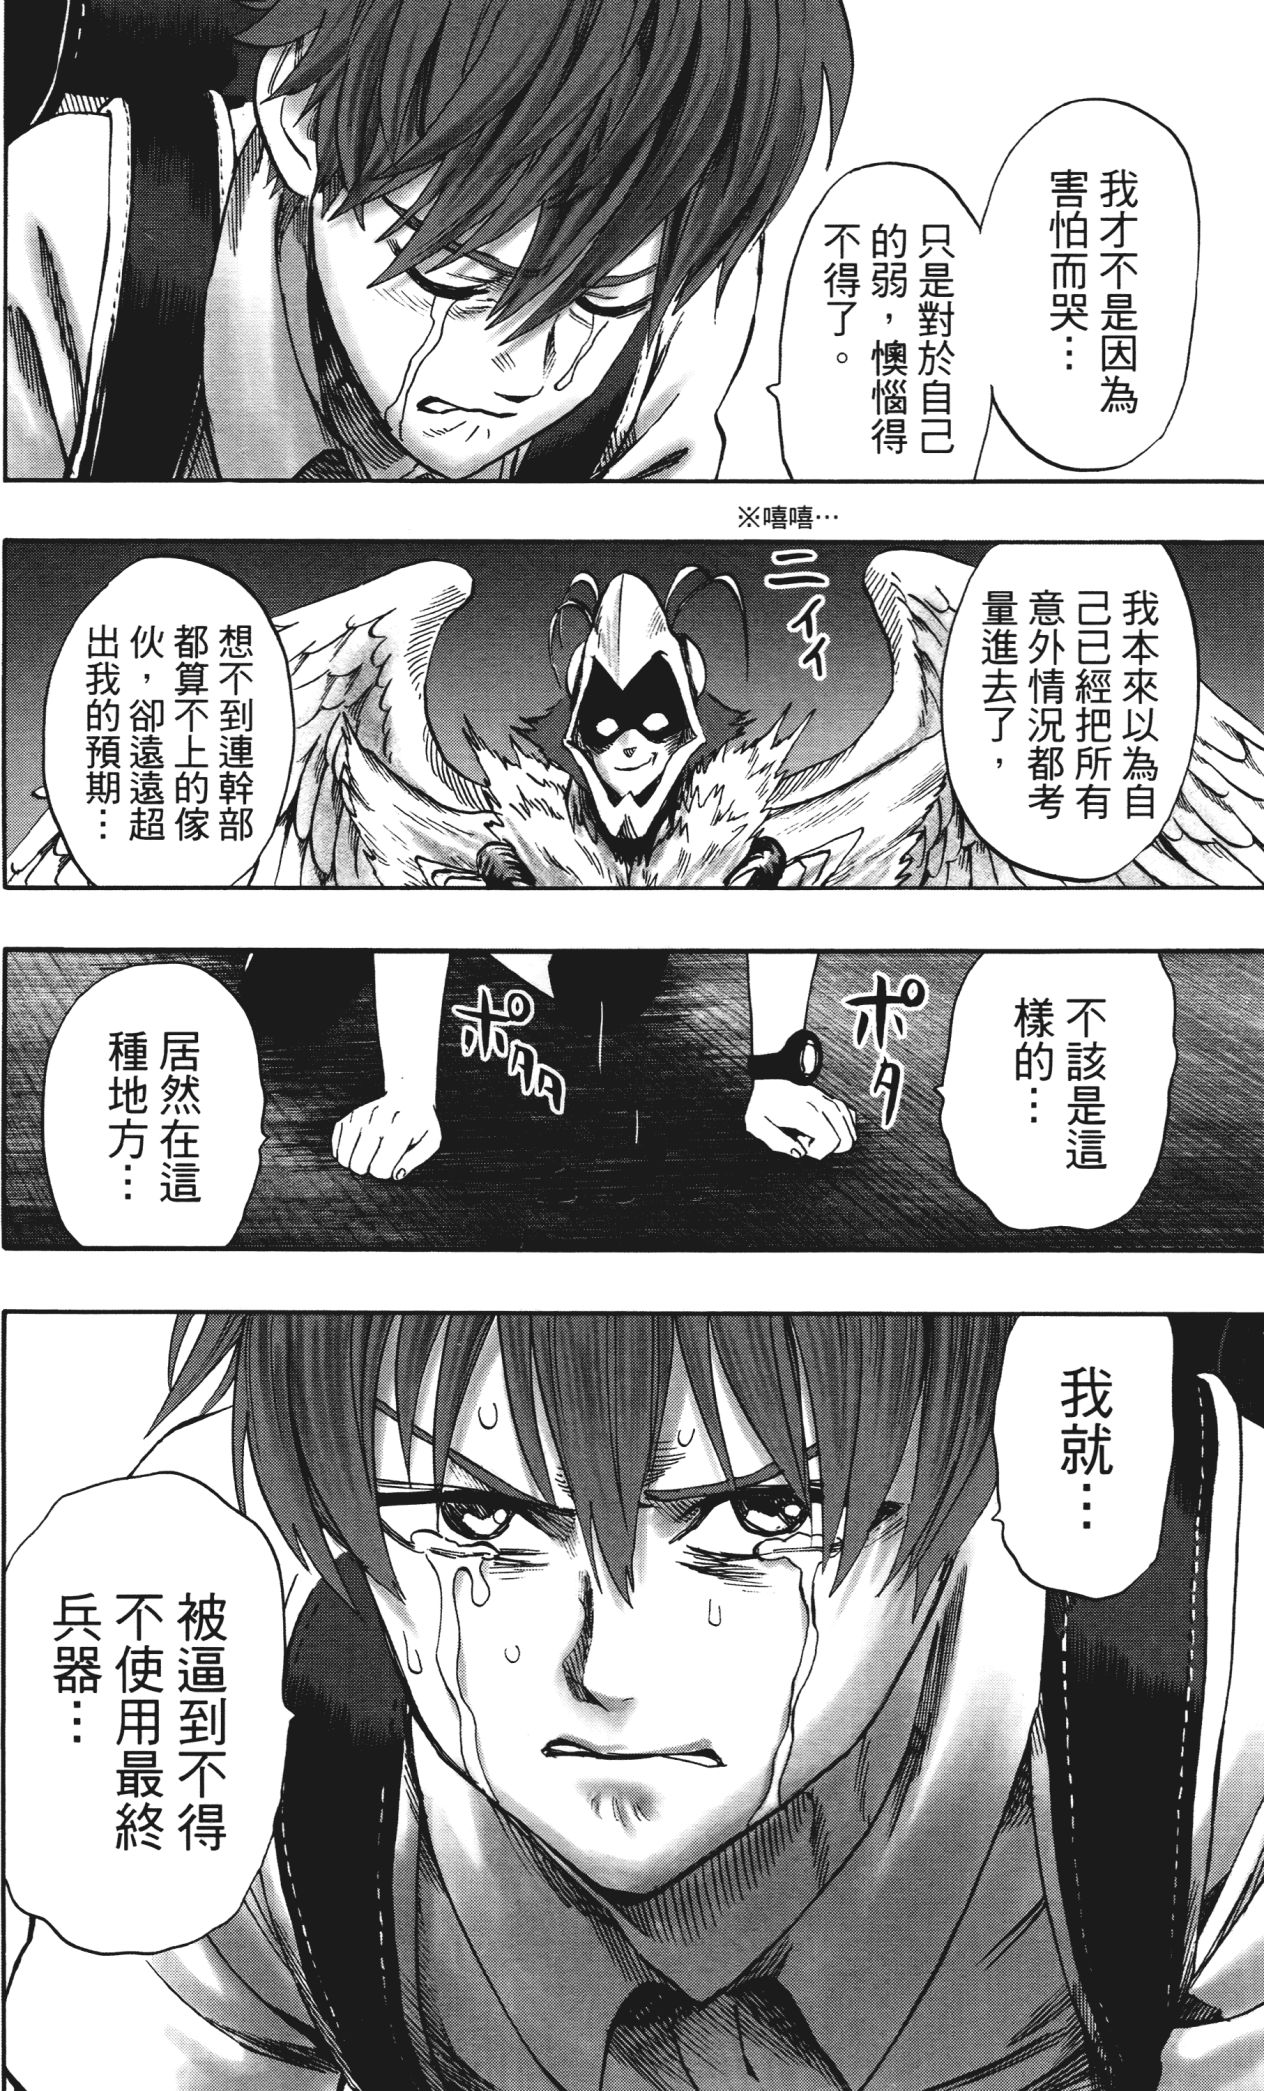 我才不是因為
害怕而哭…
只是對於自己
的弱，懊惱得
不得了。
※嘻嘻…
ニイイ
我本來以為自
己已經把所有
意外情況都考
量進去了，
想不到連幹部
都算不上的傢
伙，卻遠遠超
出我的預期…
不該是這
樣的…
ポタ
ポタタ
居然在這
種地方…
我就…
被逼到不得
不使用最終
兵器…